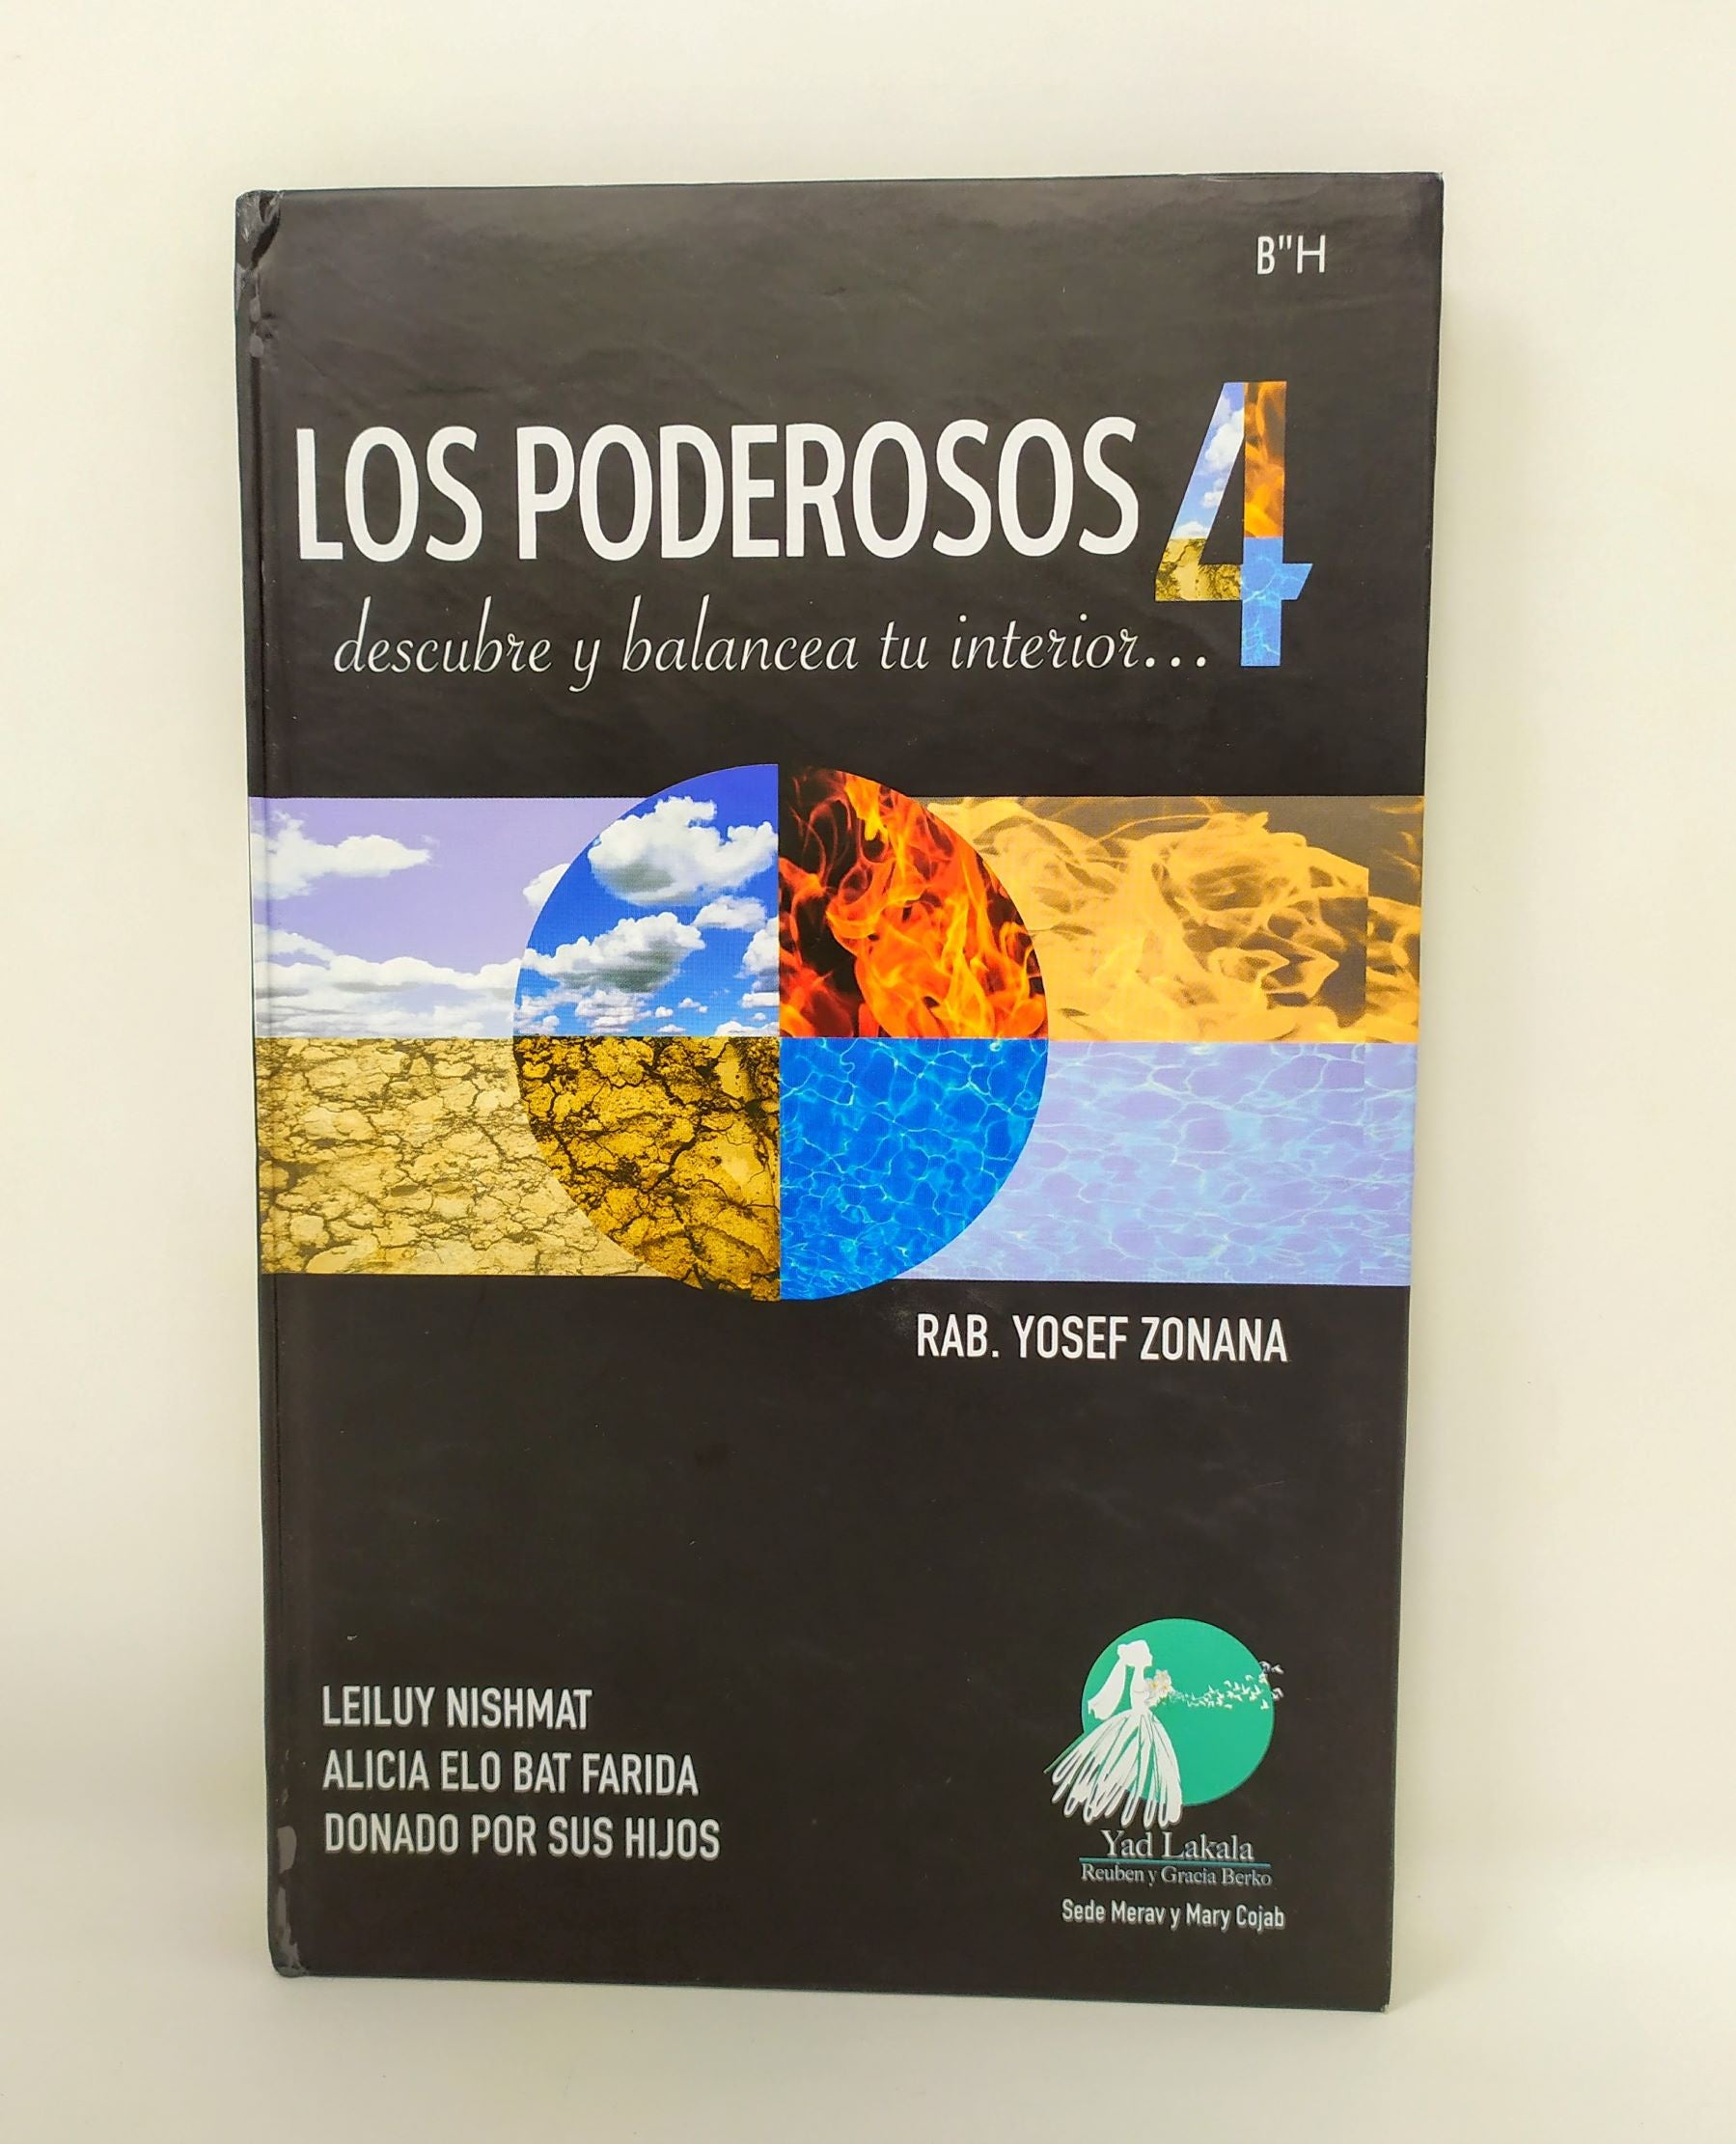 B"H
LOS PODEROSOS 4
descubre y balancea tu interior...
RAB. YOSEF ZONANA
LEILUY NISHMAT
ALICIA ELO BAT FARIDA
DONADO POR SUS HIJOS
Yad Lakala
Reuben y Gracia Berko
Sede Merav y Mary Cojab